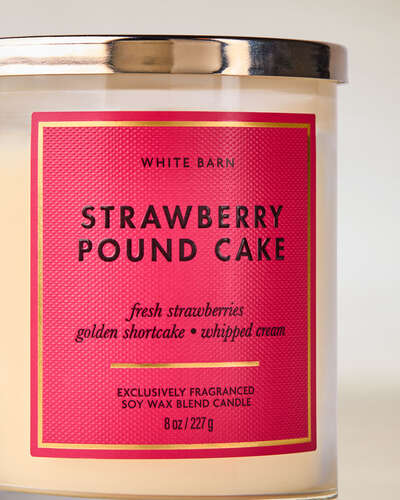 WHITE BARN
STRAWBERRY
POUND CAKE
fresh strawberries
golden shortcake • whipped cream
EXCLUSIVELY FRAGRANCED
SOY WAX BLEND CANDLE
8 oz / 227 g